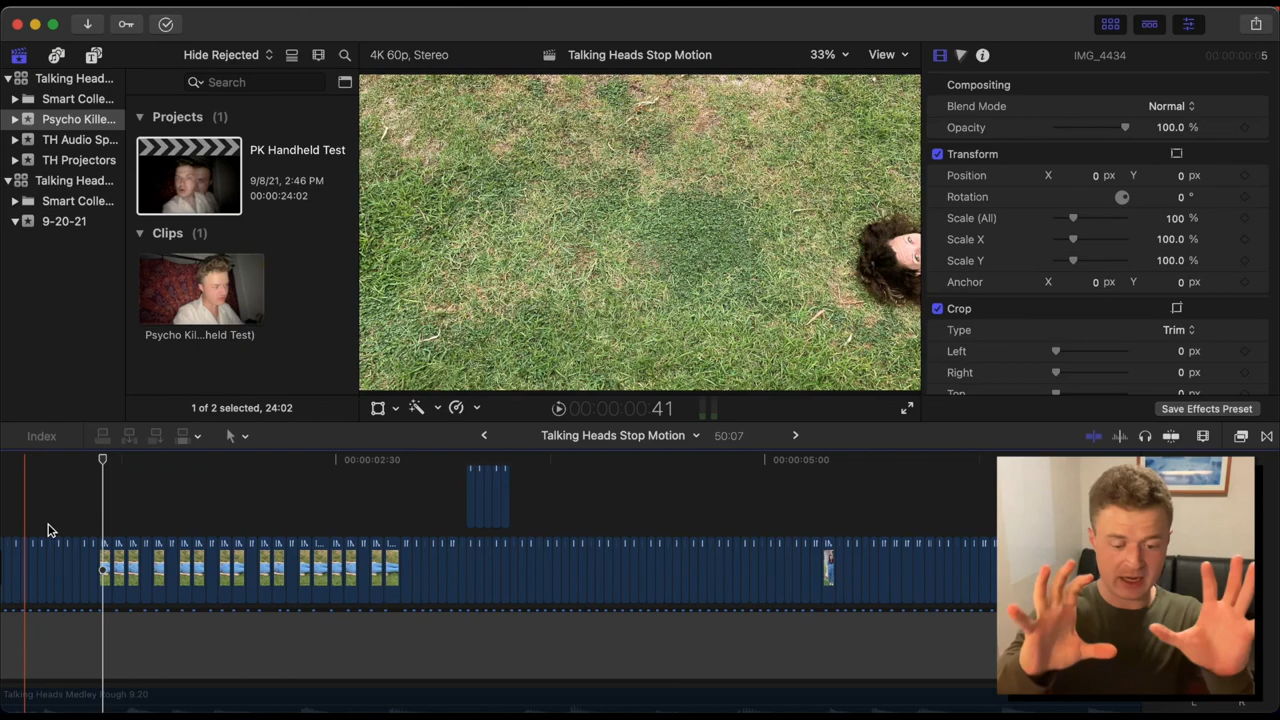 Hide Rejected
4K 60p, Stereo
Talking Heads Stop Motion
33%
View
IMG_4434
00:00:00:05
Talking Head...
Smart Colle...
Psycho Kille...
TH Audio Sp...
TH Projectors
Talking Head...
Smart Colle...
9-20-21
Search
Projects (1)
PK Handheld Test
9/8/21, 2:46 PM
00:00:24:02
Clips (1)
Psycho Kil...held Test)
1 of 2 selected, 24:02
Compositing
Blend Mode Normal
Opacity 100.0 %
Transform
Position X 0 px Y 0 px
Rotation 0 °
Scale (All) 100 %
Scale X 100.0 %
Scale Y 100.0 %
Anchor X 0 px Y 0 px
Crop
Type Trim
Left 0 px
Right 0 px
Top 0 px
Save Effects Preset
00:00:00:41
Index
Talking Heads Stop Motion
50:07
00:00:02:30
00:00:05:00
Talking Heads Medley Rough 9.20
L R